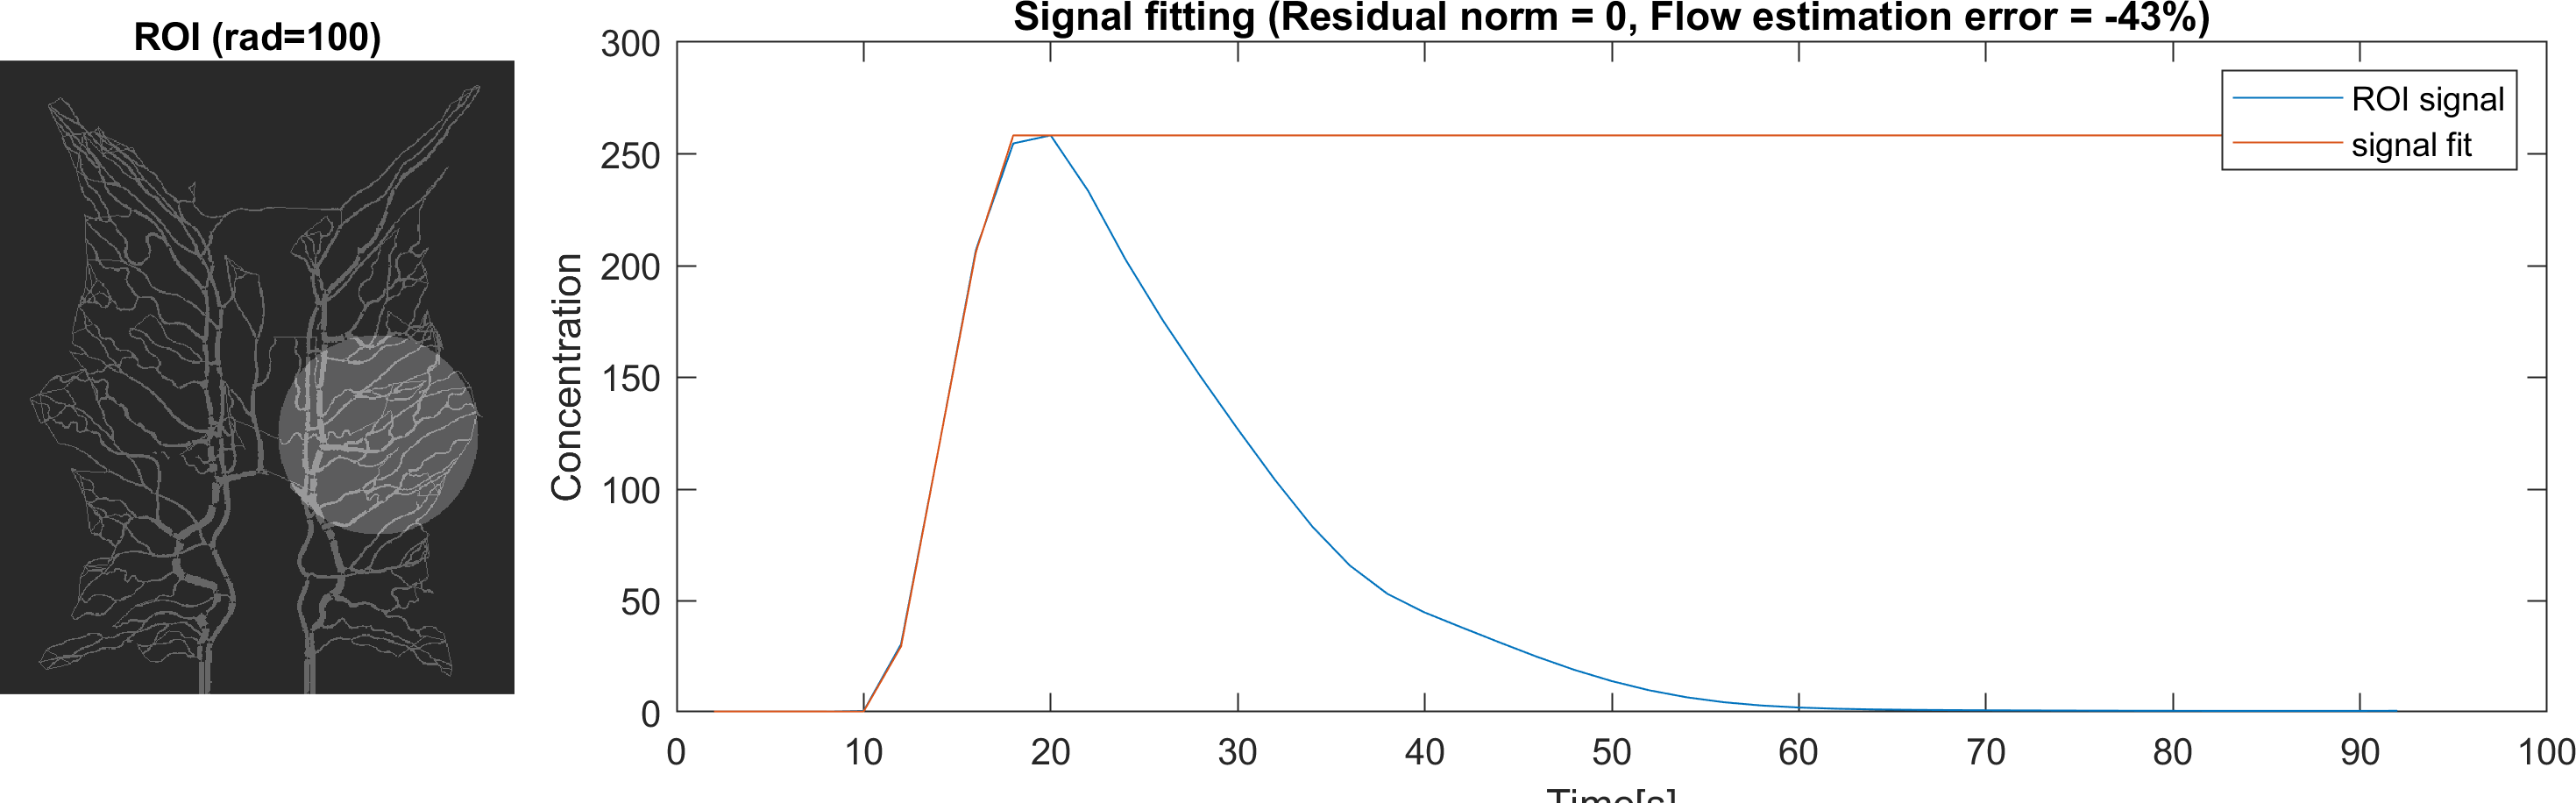 ROI (rad=100)
Signal fitting (Residual norm = 0, Flow estimation error = -43%)
300
250
200
150
100
50
0
Concentration
ROI signal
signal fit
0 10 20 30 40 50 60 70 80 90 100
Time[s]